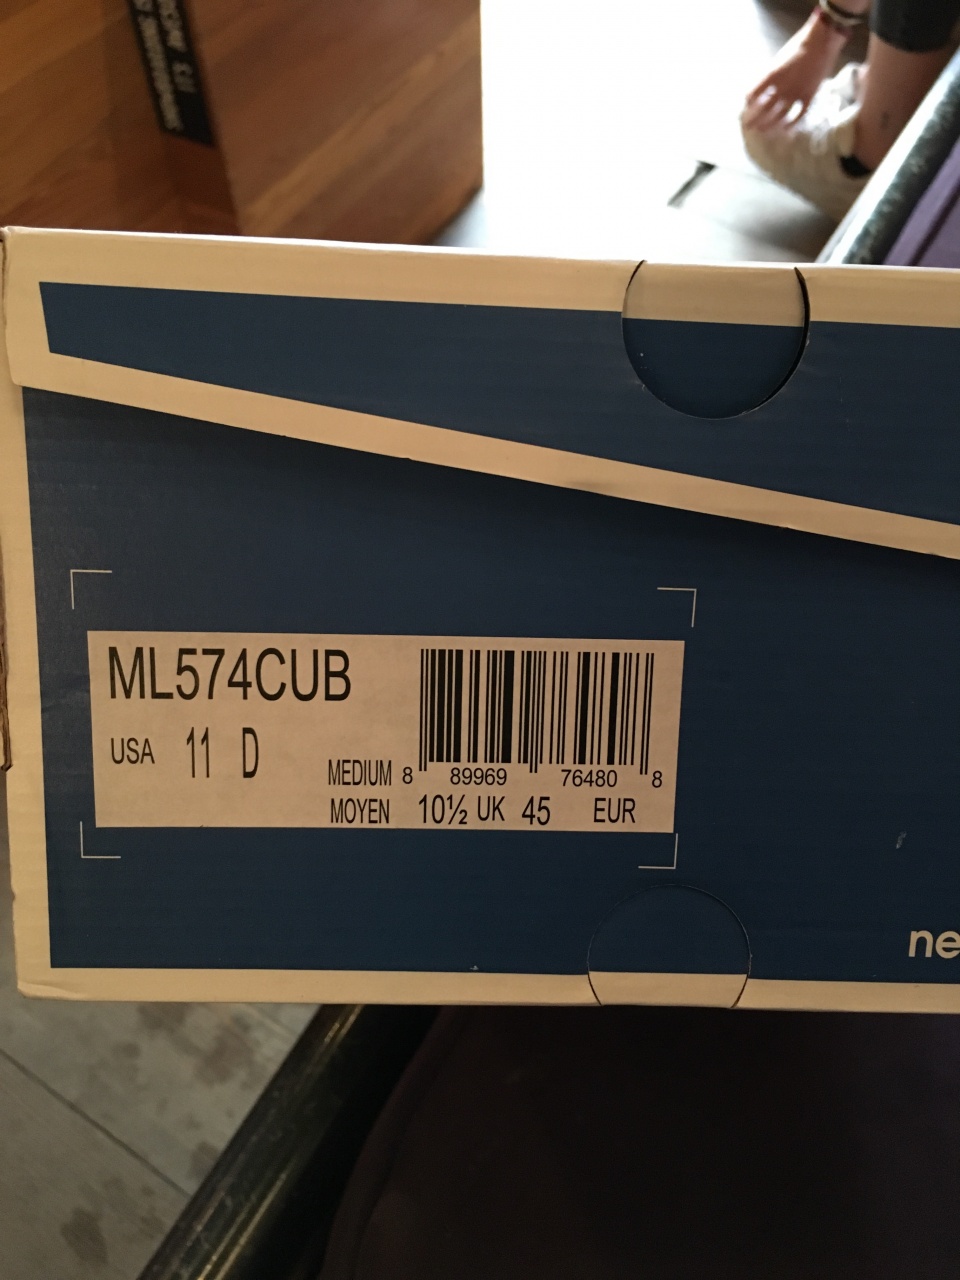 ML574CUB
USA 11 D
MEDIUM 8 89969 76480 8
MOYEN 10½ UK 45 EUR
ne